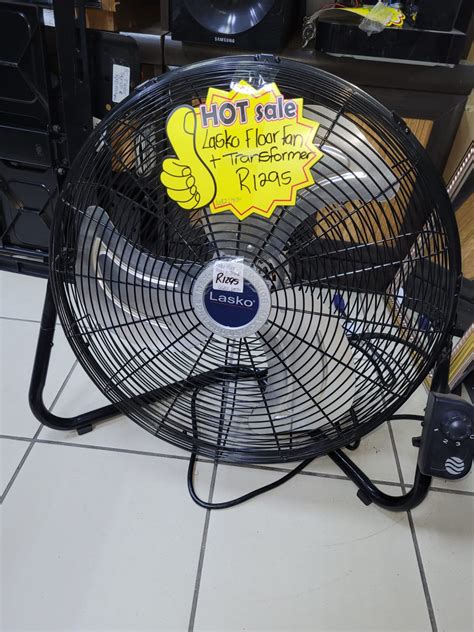 SAMSUNG
HOT sale
Lasko Floor fan
+ Transformer
R1295
R1295
Lasko